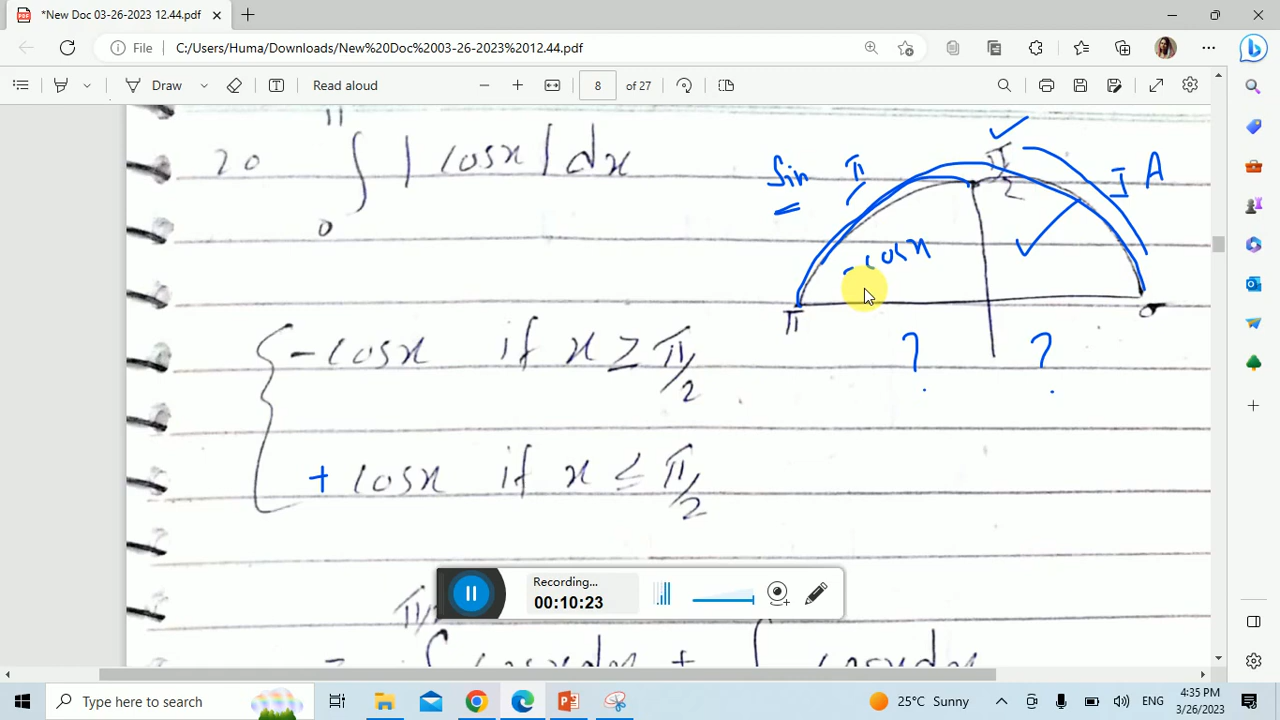 *New Doc 03-26-2023 12.44.pdf
File C:/Users/Huma/Downloads/New%20Doc%2003-26-2023%2012.44.pdf
Draw Read aloud 8 of 27
π
20 ∫ |cosx|dx
0
Sin π π/2 I A
-cosx
π 0
? ?
-cosx if x ≥ π/2
+ cosx if x ≤ π/2
Recording...
00:10:23
π/2
= ∫ cosxdx + ∫ cosxdx
Type here to search
25°C Sunny
ENG
4:35 PM
3/26/2023